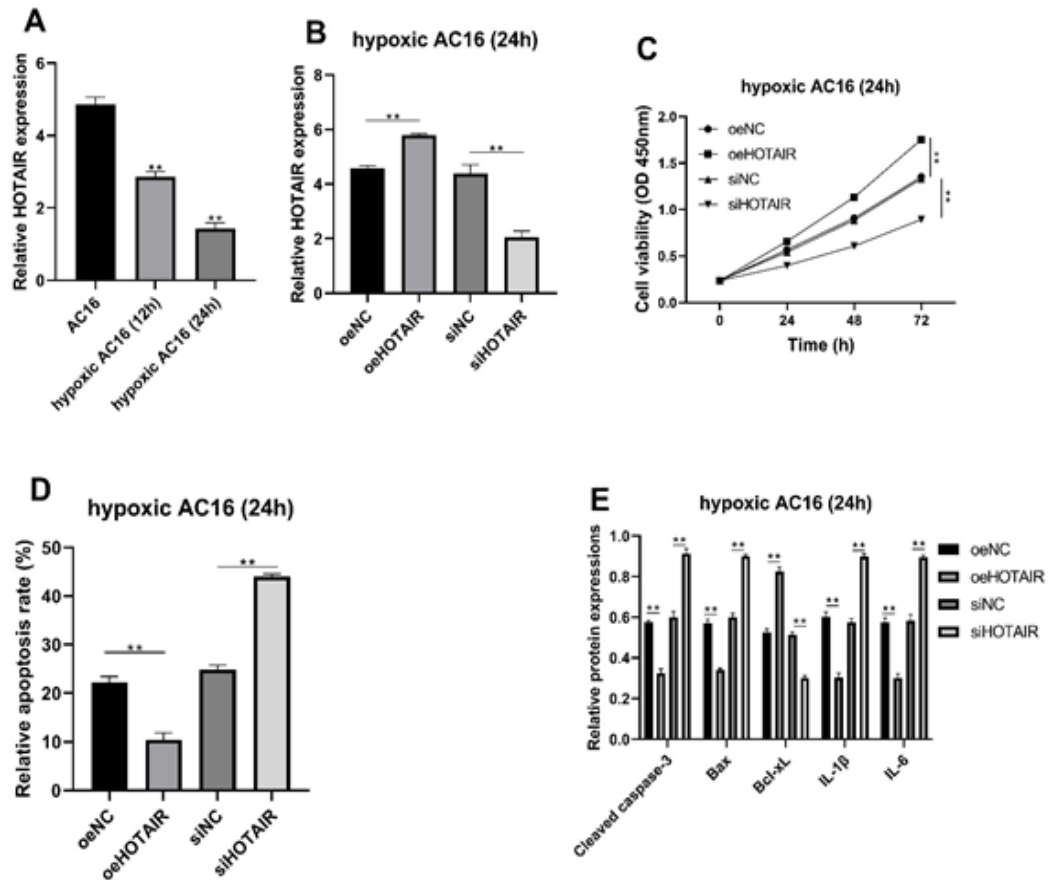 A
Relative HOTAIR expression
6
4
2
0
**
**
AC16
hypoxic AC16 (12h)
hypoxic AC16 (24h)
B
hypoxic AC16 (24h)
Relative HOTAIR expression
8
6
4
2
0
**
**
oeNC
oeHOTAIR
siNC
siHOTAIR
C
hypoxic AC16 (24h)
Cell viability (OD 450nm)
2.0
1.5
1.0
0.5
0.0
oeNC
oeHOTAIR
siNC
siHOTAIR
**
**
0 24 48 72
Time (h)
D
hypoxic AC16 (24h)
Relative apoptosis rate (%)
50
40
30
20
10
0
**
**
oeNC
oeHOTAIR
siNC
siHOTAIR
E
hypoxic AC16 (24h)
Relative protein expressions
1.0
0.8
0.6
0.4
0.2
0.0
** ** ** ** ** ** ** ** ** **
Cleaved caspase-3
Bax
Bcl-xL
IL-1β
IL-6
oeNC
oeHOTAIR
siNC
siHOTAIR